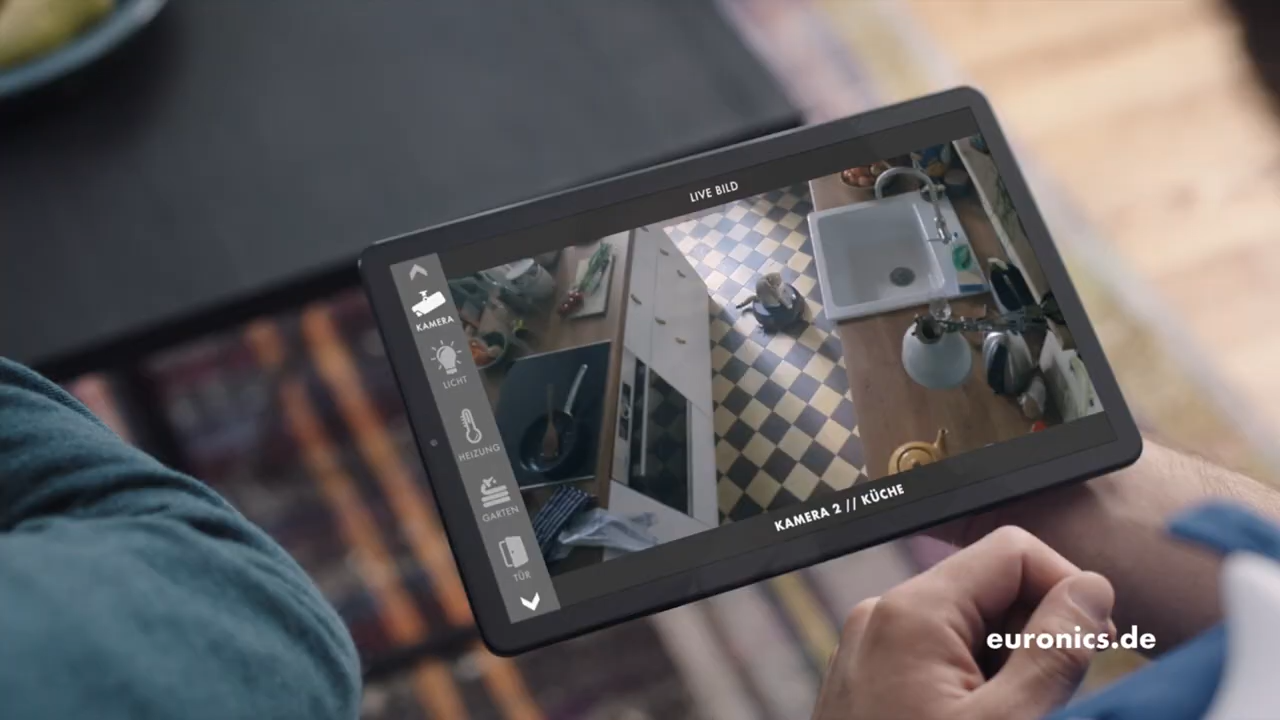 LIVE BILD
KAMERA
LICHT
HEIZUNG
GARTEN
TÜR
KAMERA 2 // KÜCHE
euronics.de